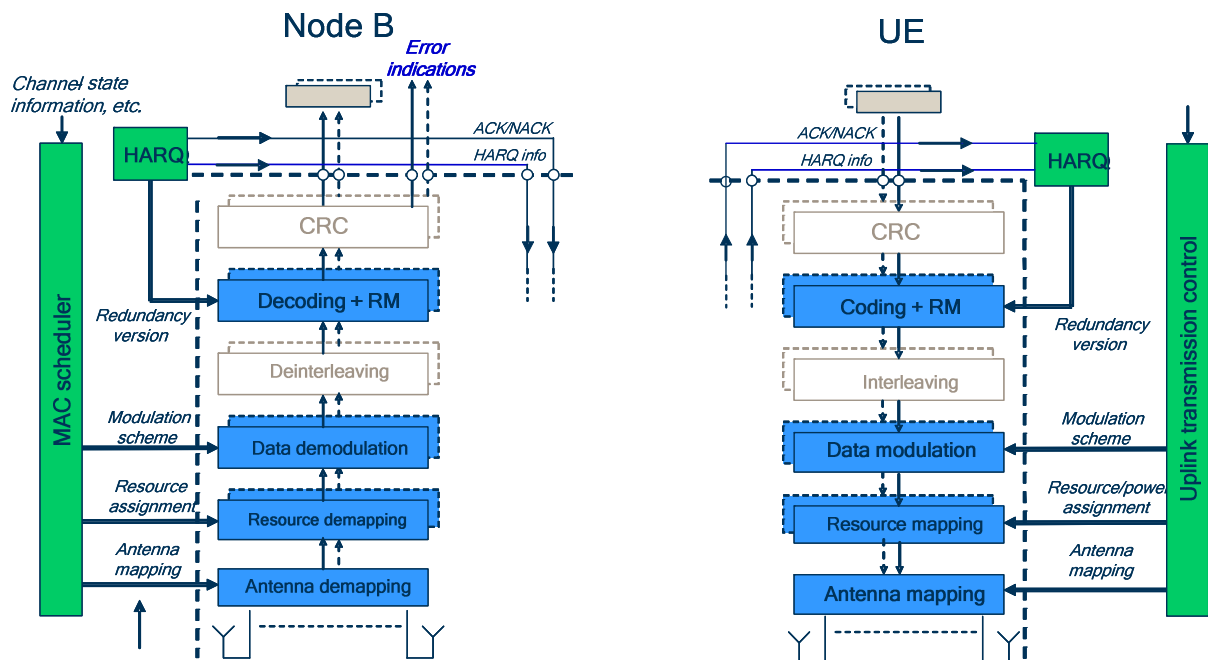 Node B
UE
Error
indications
Channel state
information, etc.
HARQ
ACK/NACK
HARQ info
MAC scheduler
CRC
Decoding + RM
Redundancy
version
Deinterleaving
Modulation
scheme
Data demodulation
Resource
assignment
Resource demapping
Antenna
mapping
Antenna demapping
ACK/NACK
HARQ info
HARQ
Uplink transmission control
CRC
Coding + RM
Redundancy
version
Interleaving
Data modulation
Modulation
scheme
Resource mapping
Resource/power
assignment
Antenna mapping
Antenna
mapping